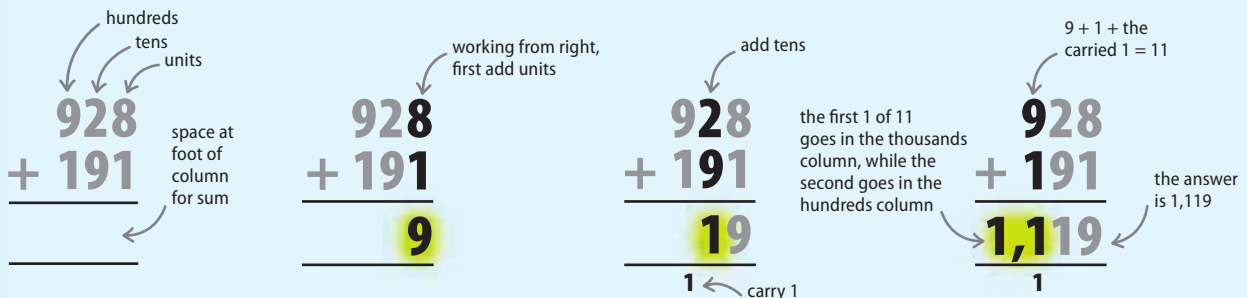 hundreds
tens
units
928
+ 191
space at
foot of
column
for sum
working from right,
first add units
928
+ 191
9
add tens
928
+ 191
19
1
carry 1
9 + 1 + the
carried 1 = 11
the first 1 of 11
goes in the thousands
column, while the
second goes in the
hundreds column
928
+ 191
1,119
1
the answer
is 1,119